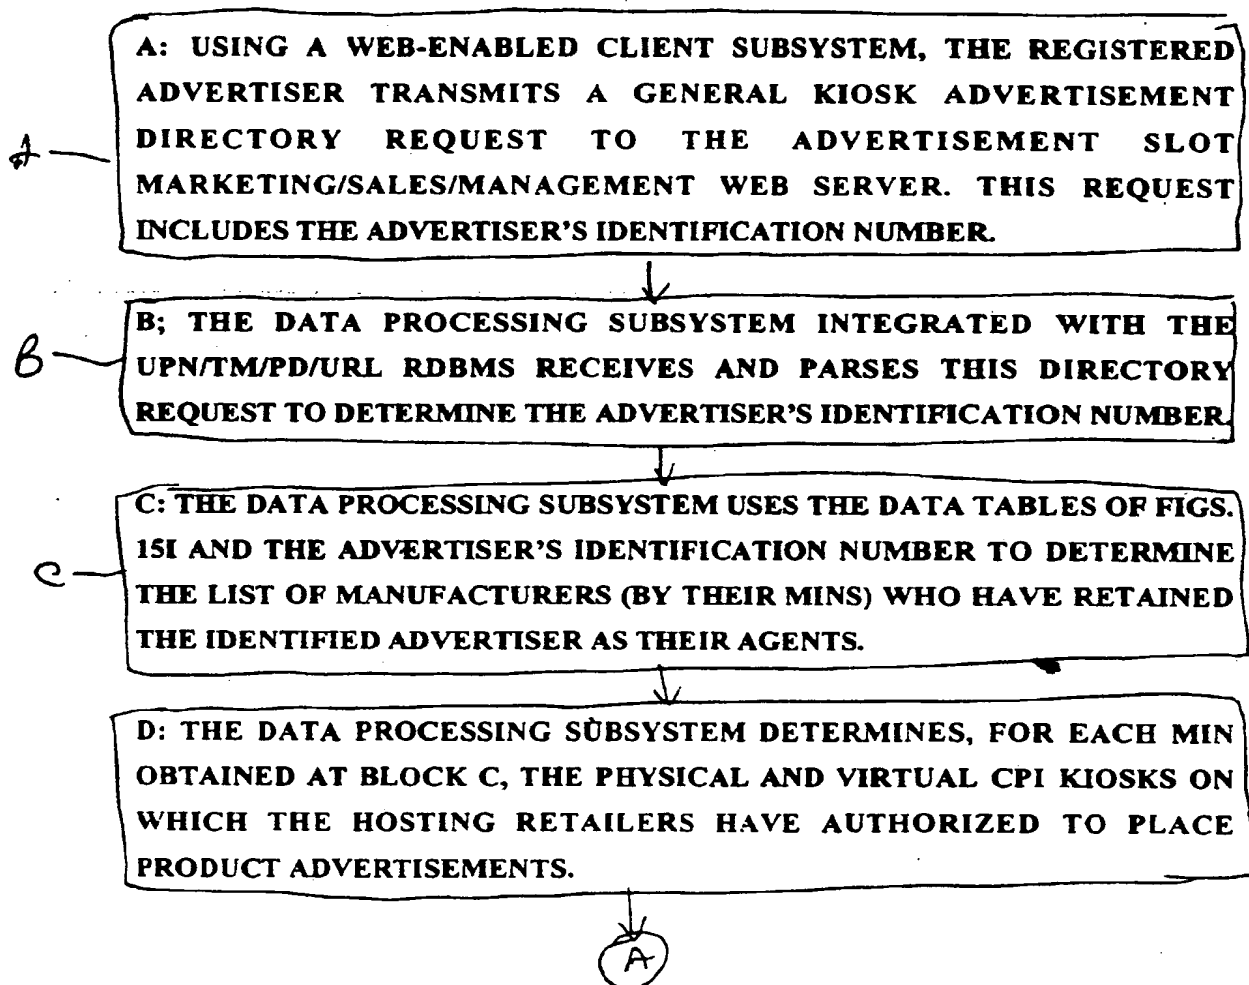 A: USING A WEB-ENABLED CLIENT SUBSYSTEM, THE REGISTERED
ADVERTISER TRANSMITS A GENERAL KIOSK ADVERTISEMENT
DIRECTORY REQUEST TO THE ADVERTISEMENT SLOT
MARKETING/SALES/MANAGEMENT WEB SERVER. THIS REQUEST
INCLUDES THE ADVERTISER'S IDENTIFICATION NUMBER.
A
B; THE DATA PROCESSING SUBSYSTEM INTEGRATED WITH THE
UPN/TM/PD/URL RDBMS RECEIVES AND PARSES THIS DIRECTORY
REQUEST TO DETERMINE THE ADVERTISER'S IDENTIFICATION NUMBER.
B
C: THE DATA PROCESSING SUBSYSTEM USES THE DATA TABLES OF FIGS.
15I AND THE ADVERTISER'S IDENTIFICATION NUMBER TO DETERMINE
THE LIST OF MANUFACTURERS (BY THEIR MINS) WHO HAVE RETAINED
THE IDENTIFIED ADVERTISER AS THEIR AGENTS.
C
D: THE DATA PROCESSING SUBSYSTEM DETERMINES, FOR EACH MIN
OBTAINED AT BLOCK C, THE PHYSICAL AND VIRTUAL CPI KIOSKS ON
WHICH THE HOSTING RETAILERS HAVE AUTHORIZED TO PLACE
PRODUCT ADVERTISEMENTS.
A